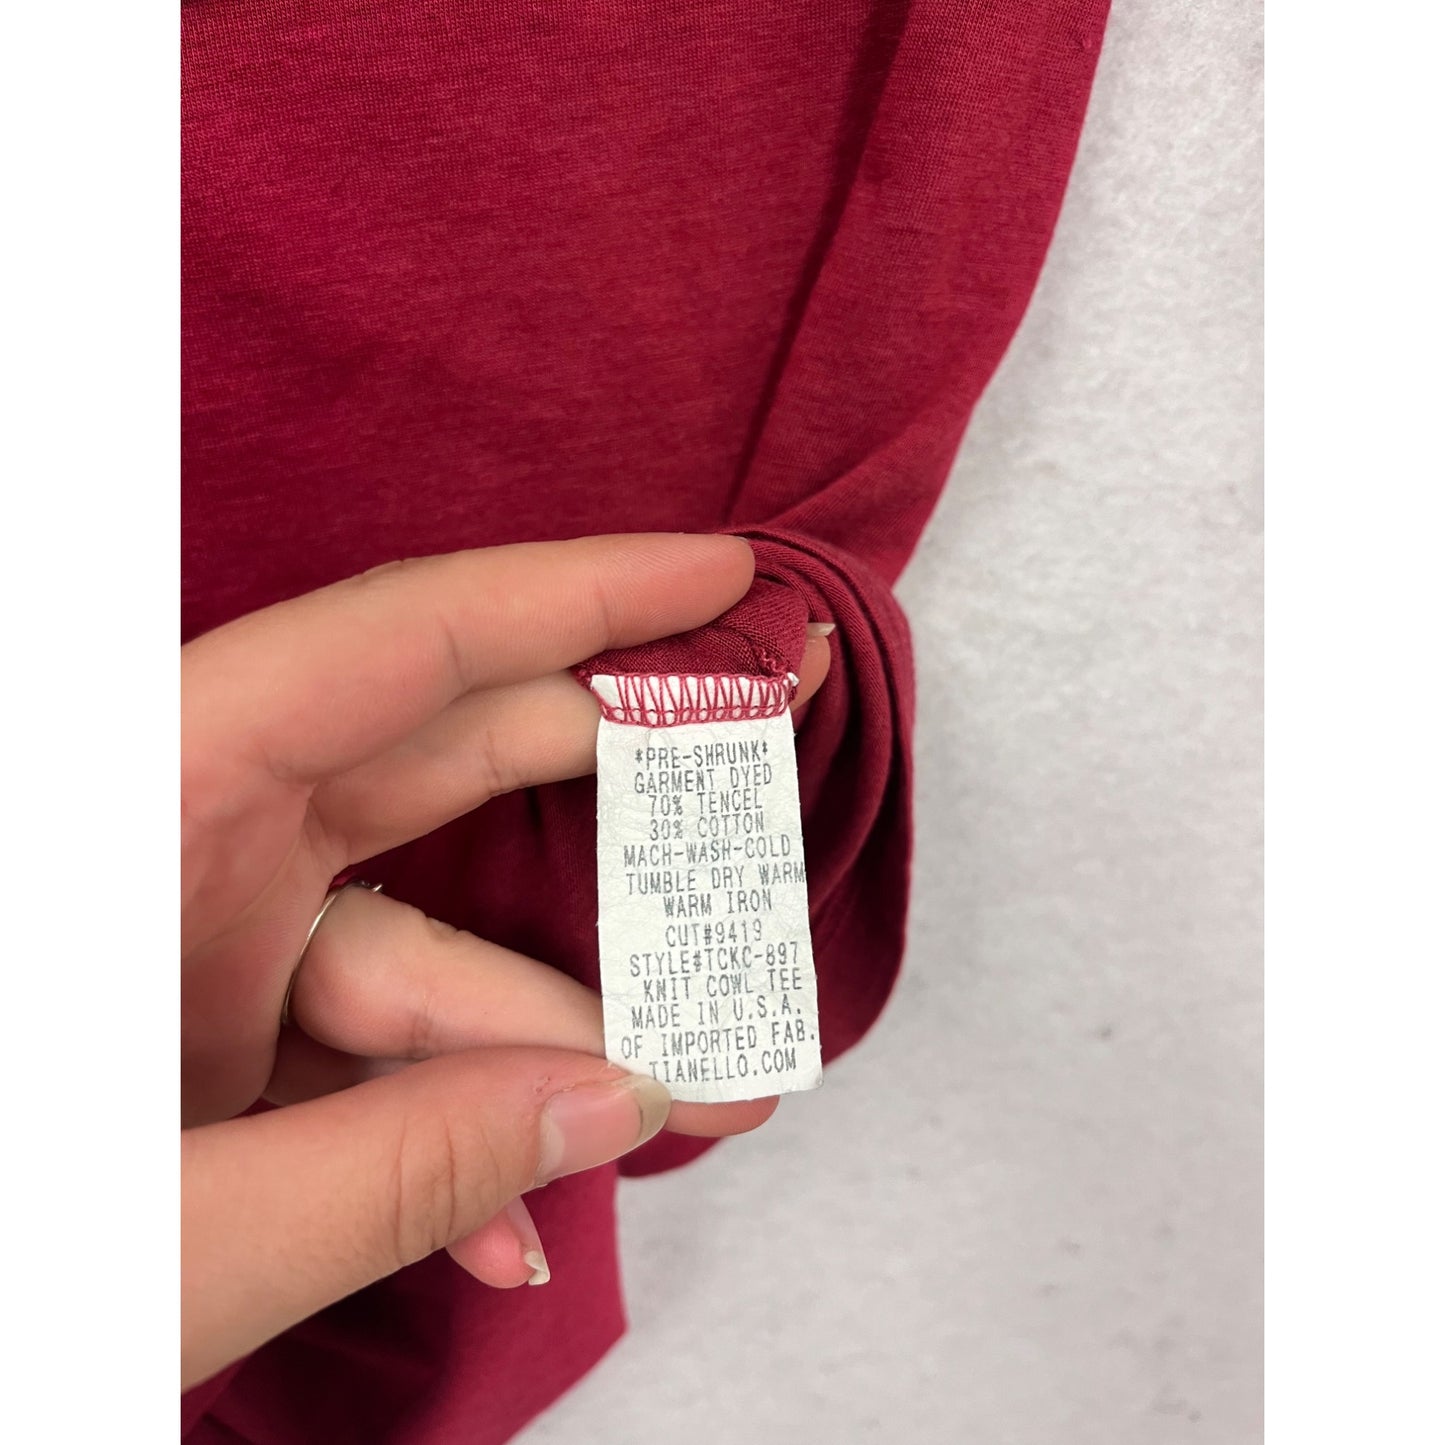 *PRE-SHRUNK*
GARMENT DYED
70% TENCEL
30% COTTON
MACH-WASH-COLD
TUMBLE DRY WARM
WARM IRON
CUT#9419
STYLE#TCKC-897
KNIT COWL TEE
MADE IN U.S.A.
OF IMPORTED FAB.
TIANELLO.COM